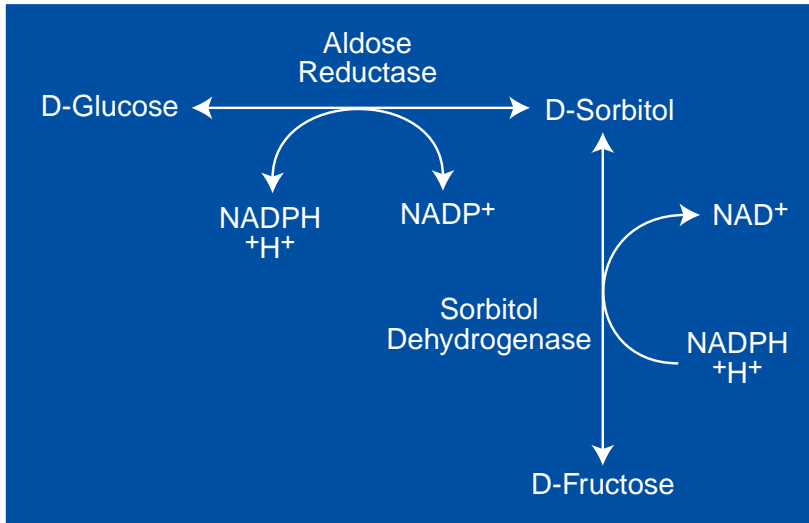 Aldose
Reductase
D-Glucose
D-Sorbitol
NADPH
+H+
NADP+
NAD+
Sorbitol
Dehydrogenase
NADPH
+H+
D-Fructose